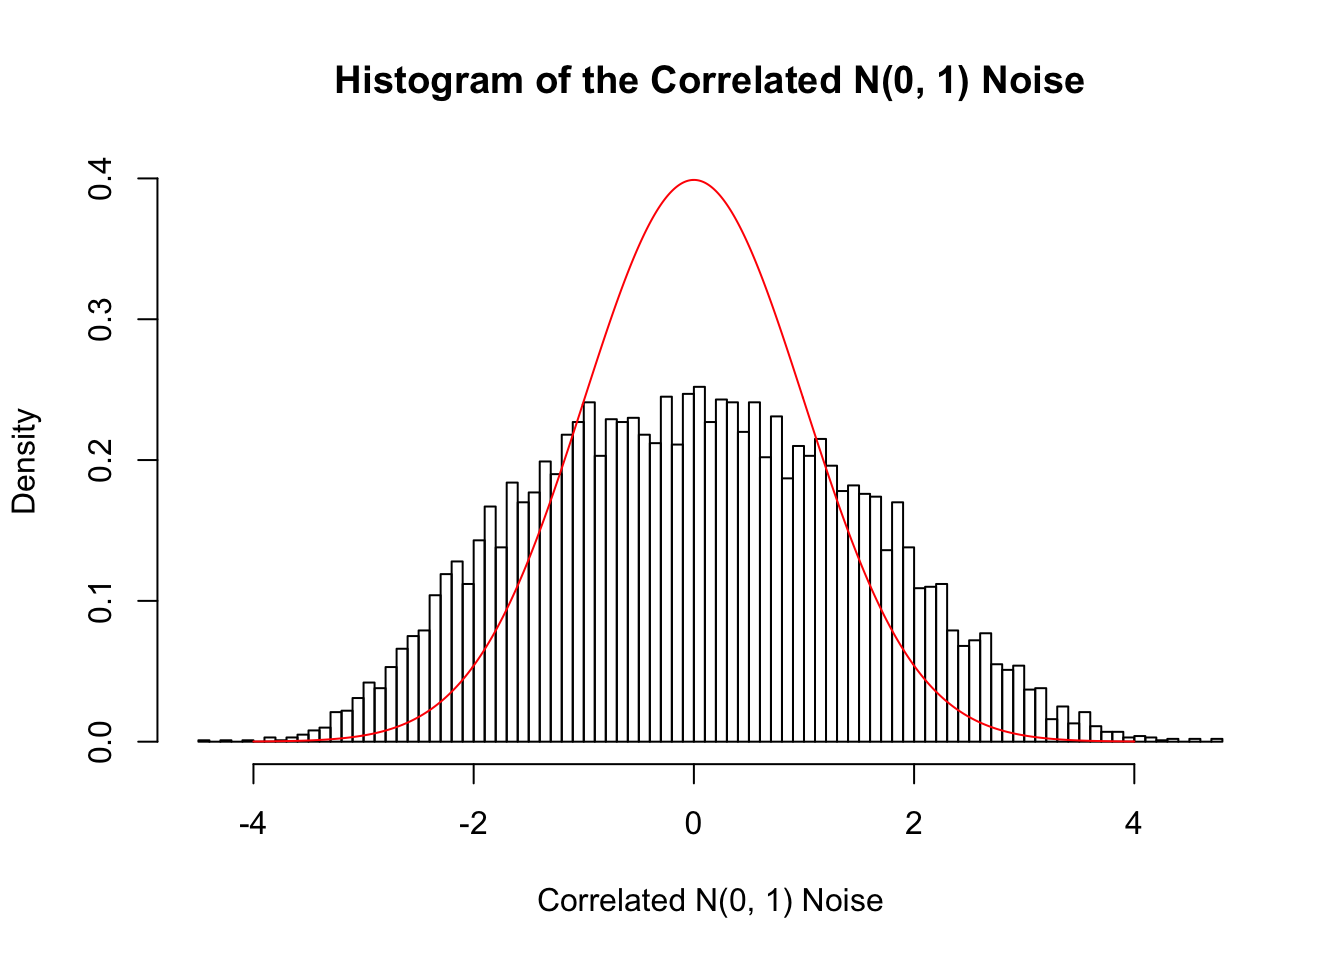 Histogram of the Correlated N(0, 1) Noise
0.4
0.3
0.2
0.1
0.0
Density
-4 -2 0 2 4
Correlated N(0, 1) Noise